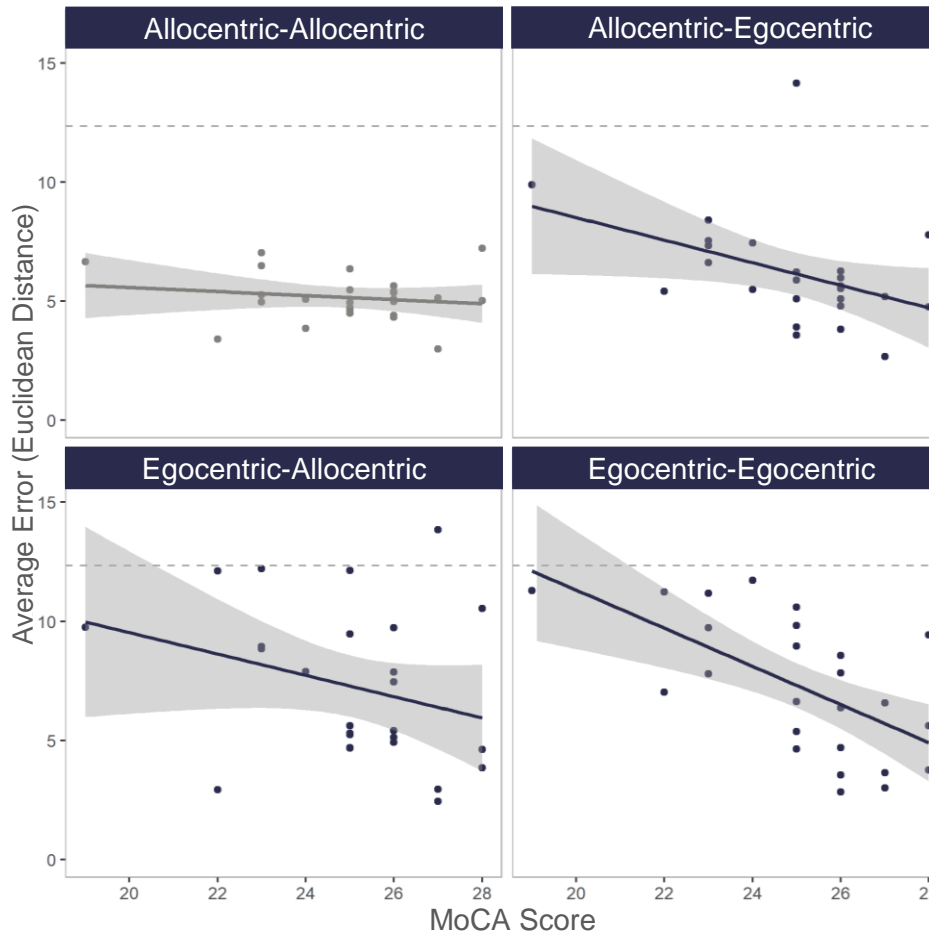 Allocentric-Allocentric
Allocentric-Egocentric
15
10
5
0
Egocentric-Allocentric
Egocentric-Egocentric
15
10
5
0
Average Error (Euclidean Distance)
20
22
24
26
28
20
22
24
26
MoCA Score